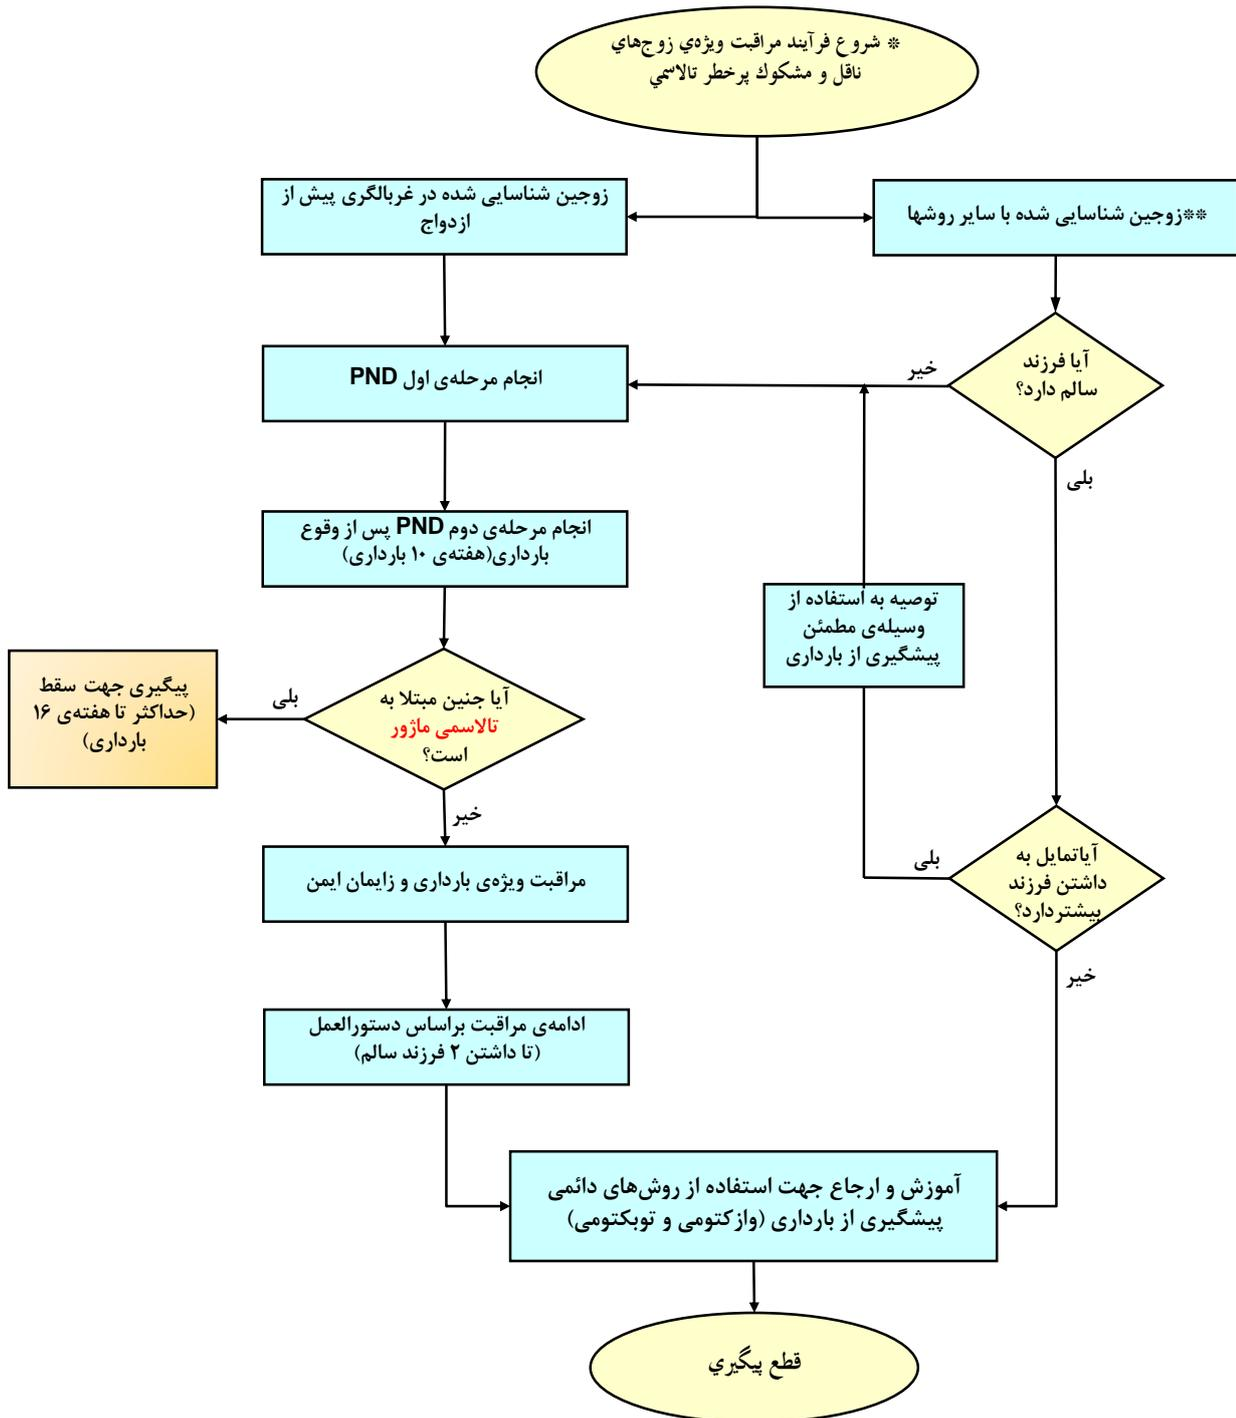 * شروع فرآیند مراقبت ویژه‌ي زوج‌هاي
ناقل و مشکوك پرخطر تالاسمي
زوجین شناسایی شده در غربالگری پیش از
ازدواج
**زوجین شناسایی شده با سایر روشها
آیا فرزند
سالم دارد؟
خیر
بلی
انجام مرحله‌ی اول PND
انجام مرحله‌ی دوم PND پس از وقوع
بارداری(هفته‌ی ۱۰ بارداری)
توصیه به استفاده از
وسیله‌ی مطمئن
پیشگیری از بارداری
آیا جنین مبتلا به
تالاسمی ماژور
است؟
بلی
پیگیری جهت سقط
(حداکثر تا هفته‌ی ۱۶
بارداری)
خیر
مراقبت ویژه‌ی بارداری و زایمان ایمن
آیاتمایل به
داشتن فرزند
بیشتردارد؟
بلی
خیر
ادامه‌ی مراقبت براساس دستورالعمل
(تا داشتن ۲ فرزند سالم)
آموزش و ارجاع جهت استفاده از روش‌های دائمی
پیشگیری از بارداری (وازکتومی و توبکتومی)
قطع پیگیري